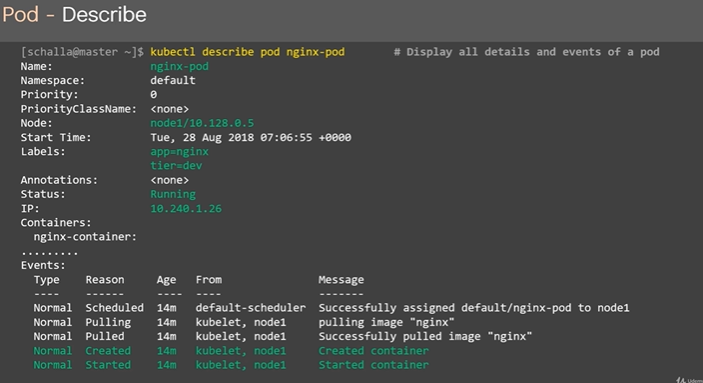 Pod - Describe
[schalla@master ~]$ kubectl describe pod nginx-pod # Display all details and events of a pod
Name: nginx-pod
Namespace: default
Priority: 0
PriorityClassName: <none>
Node: node1/10.128.0.5
Start Time: Tue, 28 Aug 2018 07:06:55 +0000
Labels: app=nginx
tier=dev
Annotations: <none>
Status: Running
IP: 10.240.1.26
Containers:
nginx-container:
.........
Events:
Type Reason Age From Message
---- ------ ---- ---- -------
Normal Scheduled 14m default-scheduler Successfully assigned default/nginx-pod to node1
Normal Pulling 14m kubelet, node1 pulling image "nginx"
Normal Pulled 14m kubelet, node1 Successfully pulled image "nginx"
Normal Created 14m kubelet, node1 Created container
Normal Started 14m kubelet, node1 Started container
Udemy